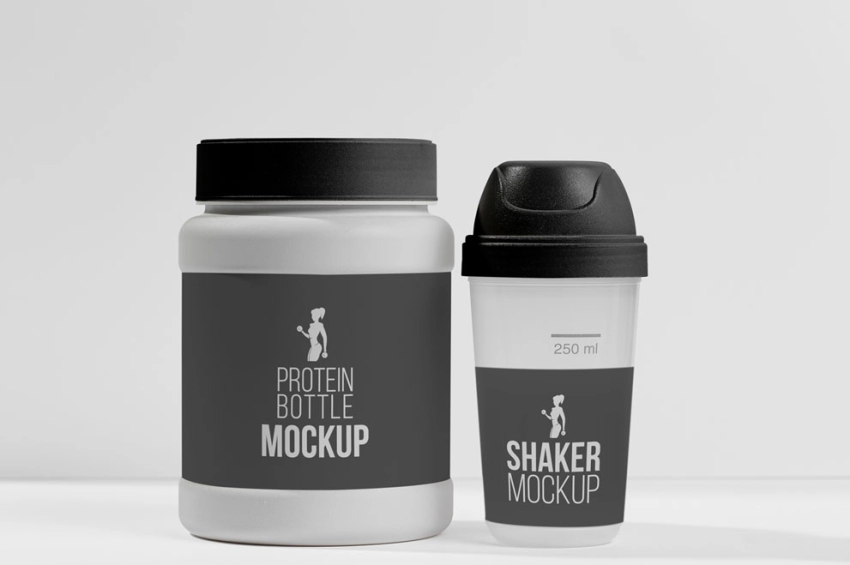 PROTEIN
BOTTLE
MOCKUP
250 ml
SHAKER
MOCKUP